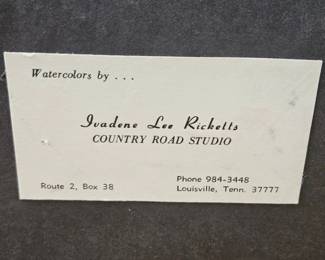 Watercolors by . . .
Ivadene Lee Ricketts
COUNTRY ROAD STUDIO
Route 2, Box 38
Phone 984-3448
Louisville, Tenn. 37777